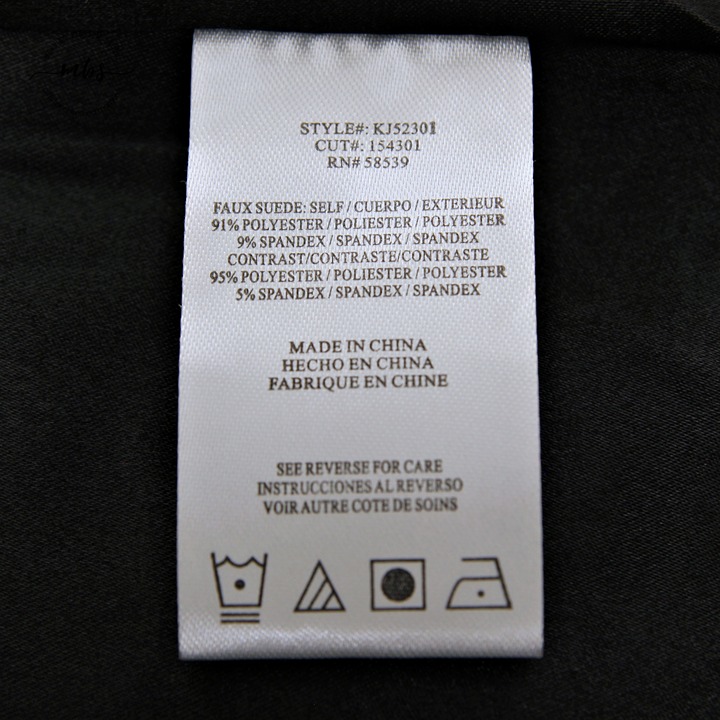 STYLE#: KJ52301
CUT#: 154301
RN# 58539
FAUX SUEDE: SELF / CUERPO / EXTERIEUR
91% POLYESTER / POLIESTER / POLYESTER
9% SPANDEX / SPANDEX / SPANDEX
CONTRAST/CONTRASTE/CONTRASTE
95% POLYESTER / POLIESTER / POLYESTER
5% SPANDEX / SPANDEX / SPANDEX
MADE IN CHINA
HECHO EN CHINA
FABRIQUE EN CHINE
SEE REVERSE FOR CARE
INSTRUCCIONES AL REVERSO
VOIR AUTRE COTE DE SOINS